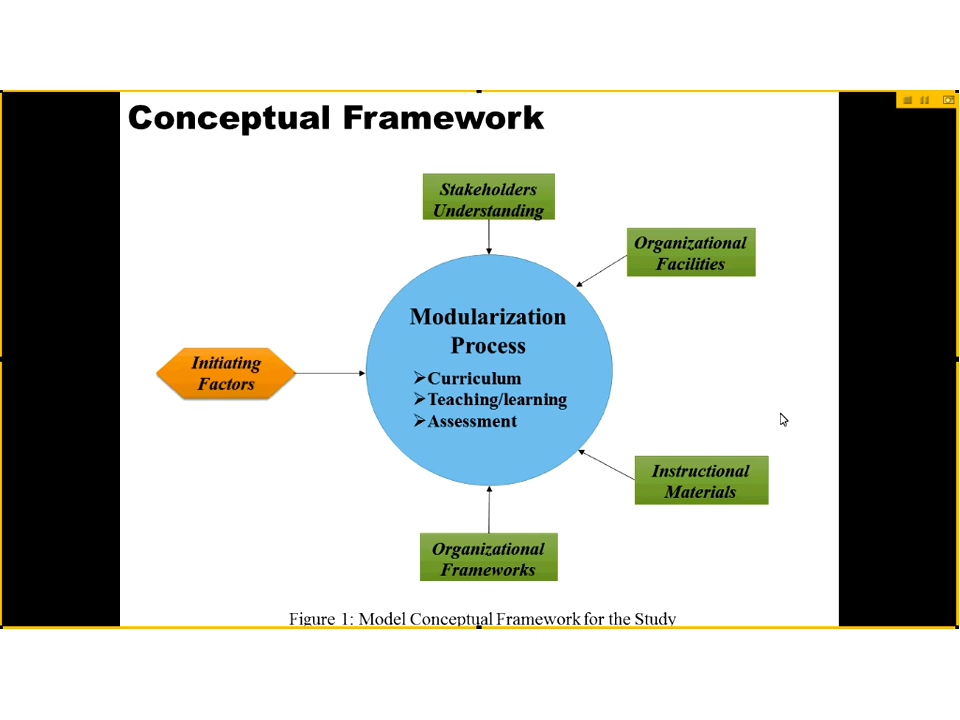 Conceptual Framework
Stakeholders
Understanding
Organizational
Facilities
Modularization
Process
➢Curriculum
➢Teaching/learning
➢Assessment
Initiating
Factors
Instructional
Materials
Organizational
Frameworks
Figure 1: Model Conceptual Framework for the Study